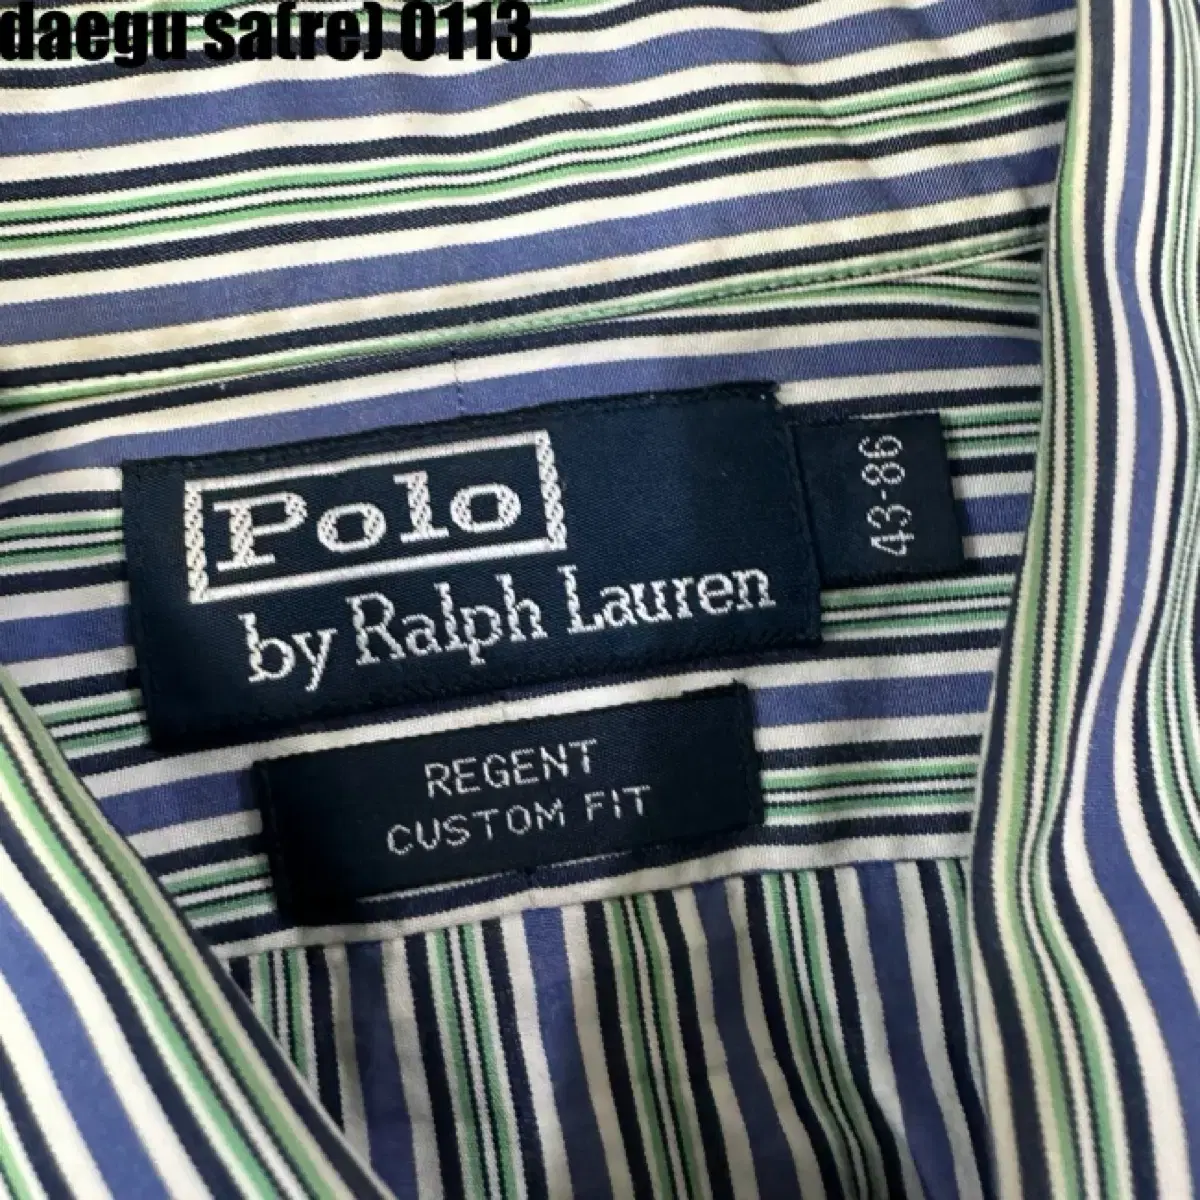 daegu sa(re) 0113
Polo
by Ralph Lauren
43-86
REGENT
CUSTOM FIT